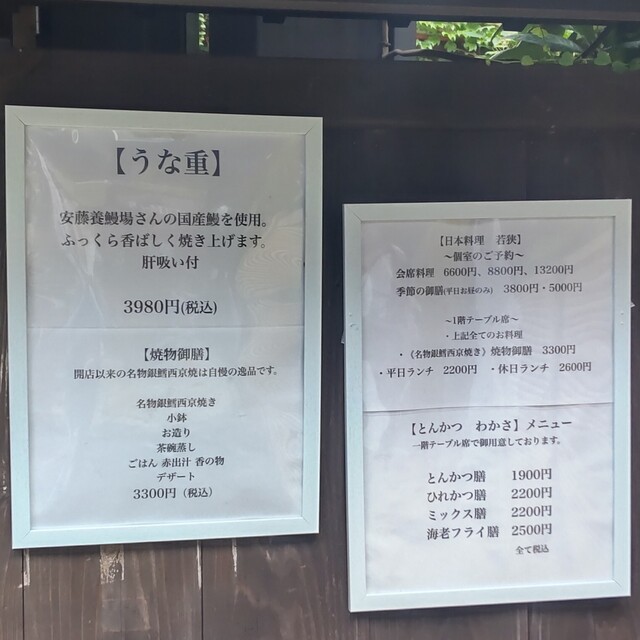 【うな重】
安藤養鰻場さんの国産鰻を使用。
ふっくら香ばしく焼き上げます。
肝吸い付
3980円(税込)
【焼物御膳】
開店以来の名物銀鱈西京焼は自慢の逸品です。
名物銀鱈西京焼き
小鉢
お造り
茶碗蒸し
ごはん 赤出汁 香の物
デザート
3300円（税込）
【日本料理 若狭】
～個室のご予約～
会席料理 6600円、8800円、13200円
季節の御膳(平日お昼のみ) 3800円・5000円
～1階テーブル席～
・上記全てのお料理
・《名物銀鱈西京焼き》焼物御膳 3300円
・平日ランチ 2200円 ・休日ランチ 2600円
【とんかつ わかさ】メニュー
一階テーブル席で御用意しております。
とんかつ膳 1900円
ひれかつ膳 2200円
ミックス膳 2200円
海老フライ膳 2500円
全て税込